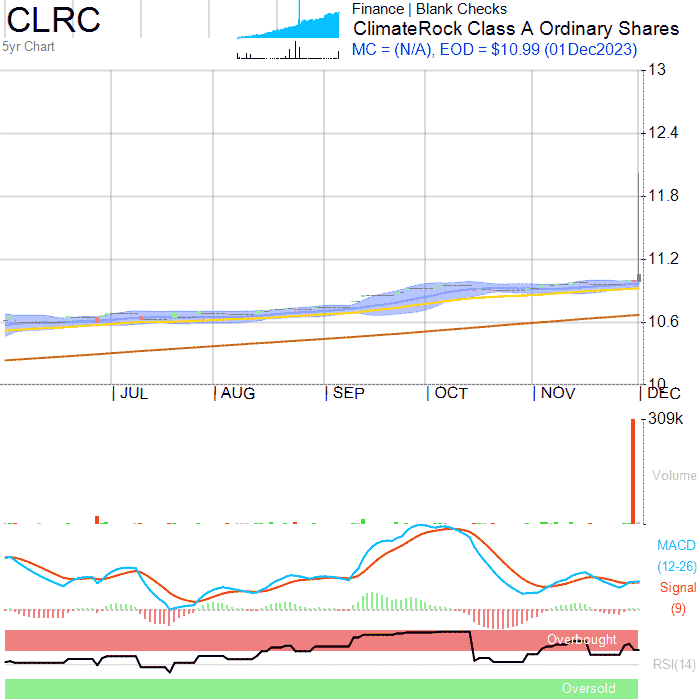 CLRC
5yr Chart
Finance | Blank Checks
ClimateRock Class A Ordinary Shares
MC = (N/A), EOD = $10.99 (01Dec2023)
13
12.4
11.8
11.2
10.6
10
JUL AUG SEP OCT NOV DEC
309k
Volume
MACD
(12-26)
Signal
(9)
Overbought
RSI(14)
Oversold